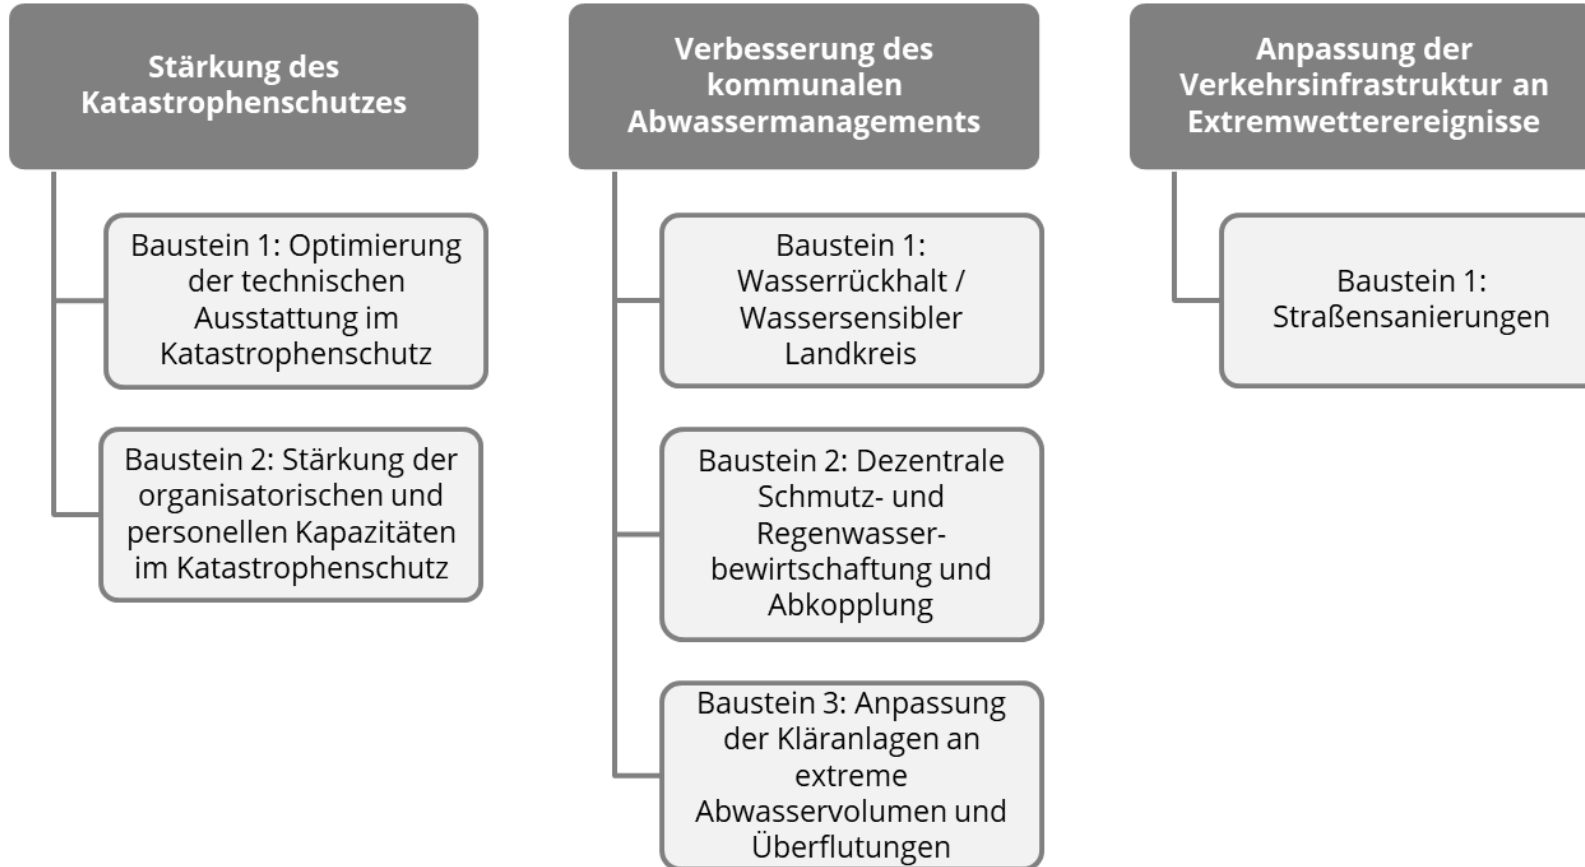 Stärkung des
Katastrophenschutzes
Baustein 1: Optimierung
der technischen
Ausstattung im
Katastrophenschutz
Baustein 2: Stärkung der
organisatorischen und
personellen Kapazitäten
im Katastrophenschutz
Verbesserung des
kommunalen
Abwassermanagements
Baustein 1:
Wasserrückhalt /
Wassersensibler
Landkreis
Baustein 2: Dezentrale
Schmutz- und
Regenwasser-
bewirtschaftung und
Abkopplung
Baustein 3: Anpassung
der Kläranlagen an
extreme
Abwasservolumen und
Überflutungen
Anpassung der
Verkehrsinfrastruktur an
Extremwetterereignisse
Baustein 1:
Straßensanierungen